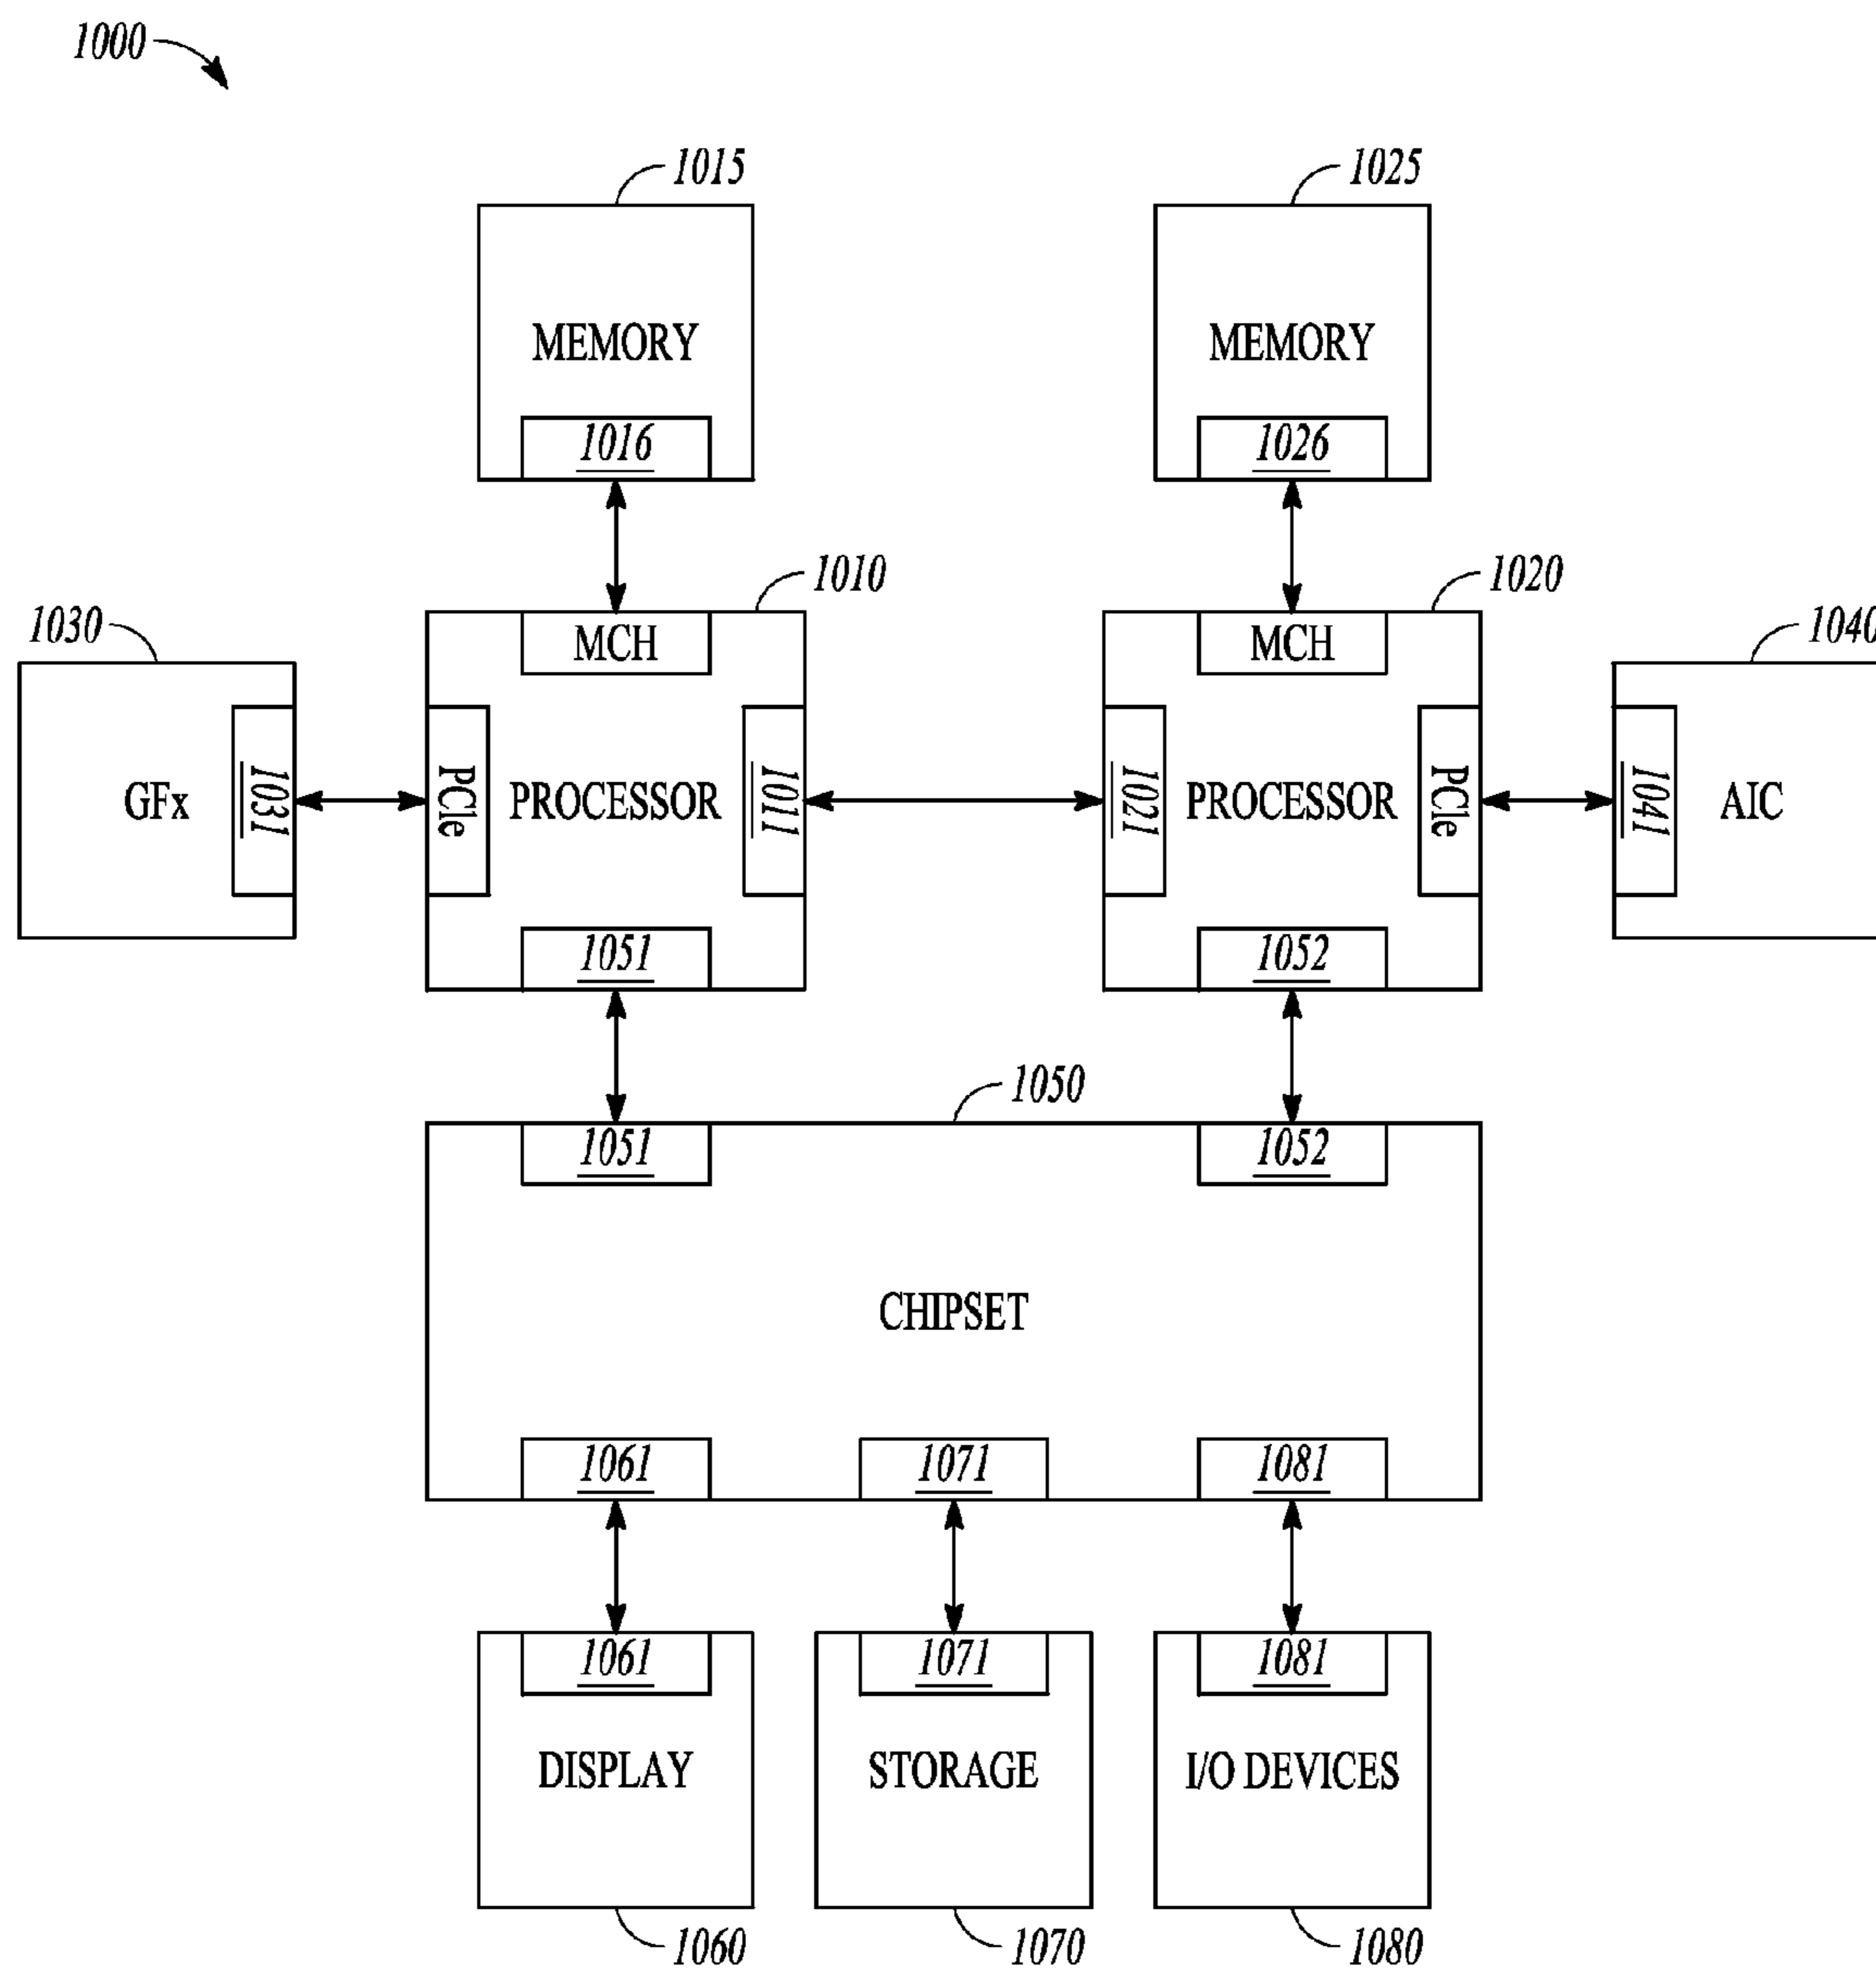 1000
1015
1025
MEMORY
MEMORY
1016
1026
1010
1020
1030
1040
MCH
MCH
GFx
1031
PCIe
PROCESSOR
1011
1021
PROCESSOR
PCIe
1041
AIC
1051
1052
1050
1051
1052
CHIPSET
1061
1071
1081
1061
1071
1081
DISPLAY
STORAGE
I/O DEVICES
1060
1070
1080